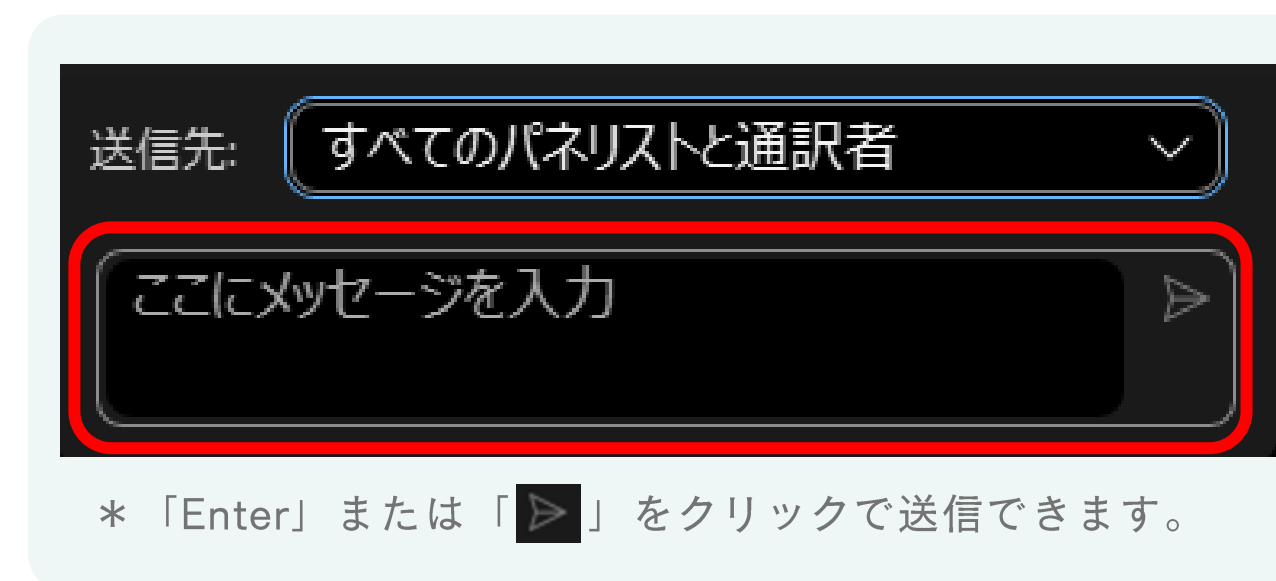 送信先: すべてのパネリストと通訳者
ここにメッセージを入力
＊「Enter」または「」をクリックで送信できます。